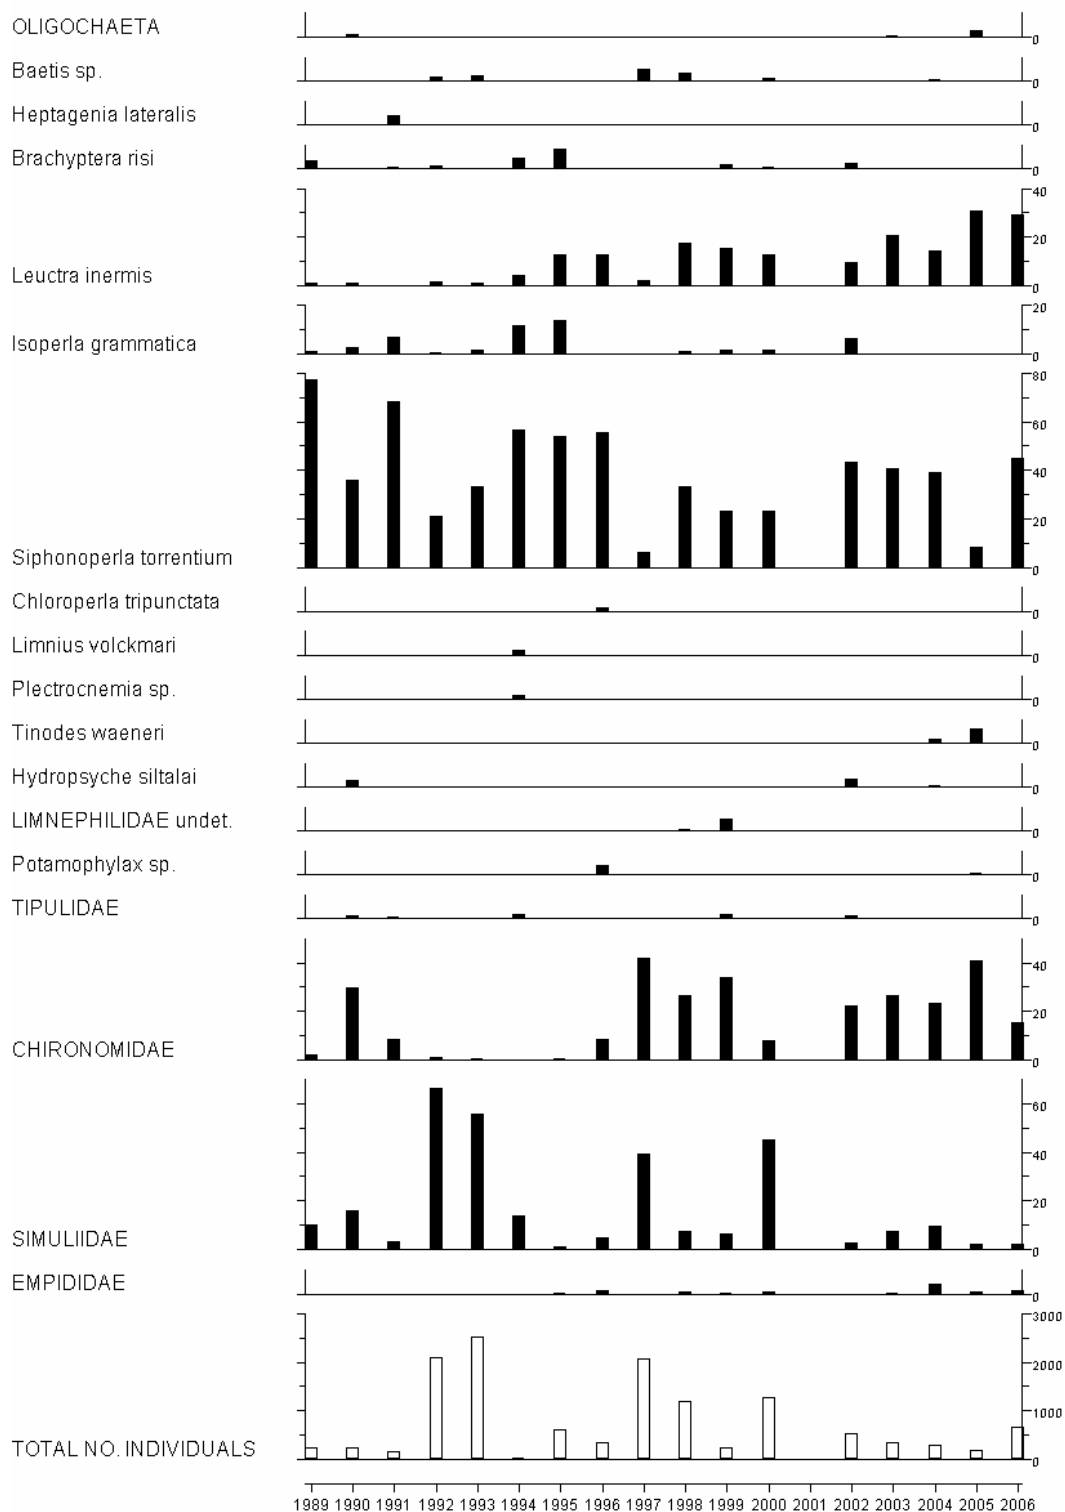 OLIGOCHAETA
0
Baetis sp.
0
Heptagenia lateralis
0
Brachyptera risi
0
40
20
Leuctra inermis
0
20
Isoperla grammatica
0
80
60
40
20
Siphonoperla torrentium
0
Chloroperla tripunctata
0
Limnius volckmari
0
Plectrocnemia sp.
0
Tinodes waeneri
0
Hydropsyche siltalai
0
LIMNEPHILIDAE undet.
0
Potamophylax sp.
0
TIPULIDAE
0
40
20
CHIRONOMIDAE
0
60
40
20
SIMULIIDAE
0
EMPIDIDAE
0
3000
2000
1000
TOTAL NO. INDIVIDUALS
0
1989 1990 1991 1992 1993 1994 1995 1996 1997 1998 1999 2000 2001 2002 2003 2004 2005 2006